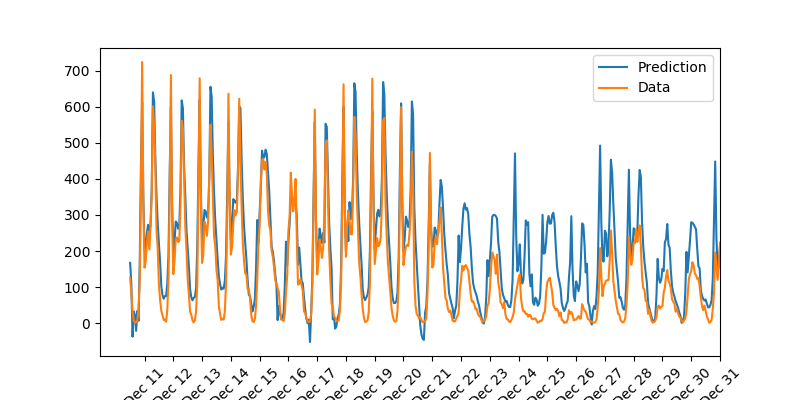 700
600
500
400
300
200
100
0
Prediction
Data
Dec 11
Dec 12
Dec 13
Dec 14
Dec 15
Dec 16
Dec 17
Dec 18
Dec 19
Dec 20
Dec 21
Dec 22
Dec 23
Dec 24
Dec 25
Dec 26
Dec 27
Dec 28
Dec 29
Dec 30
Dec 31